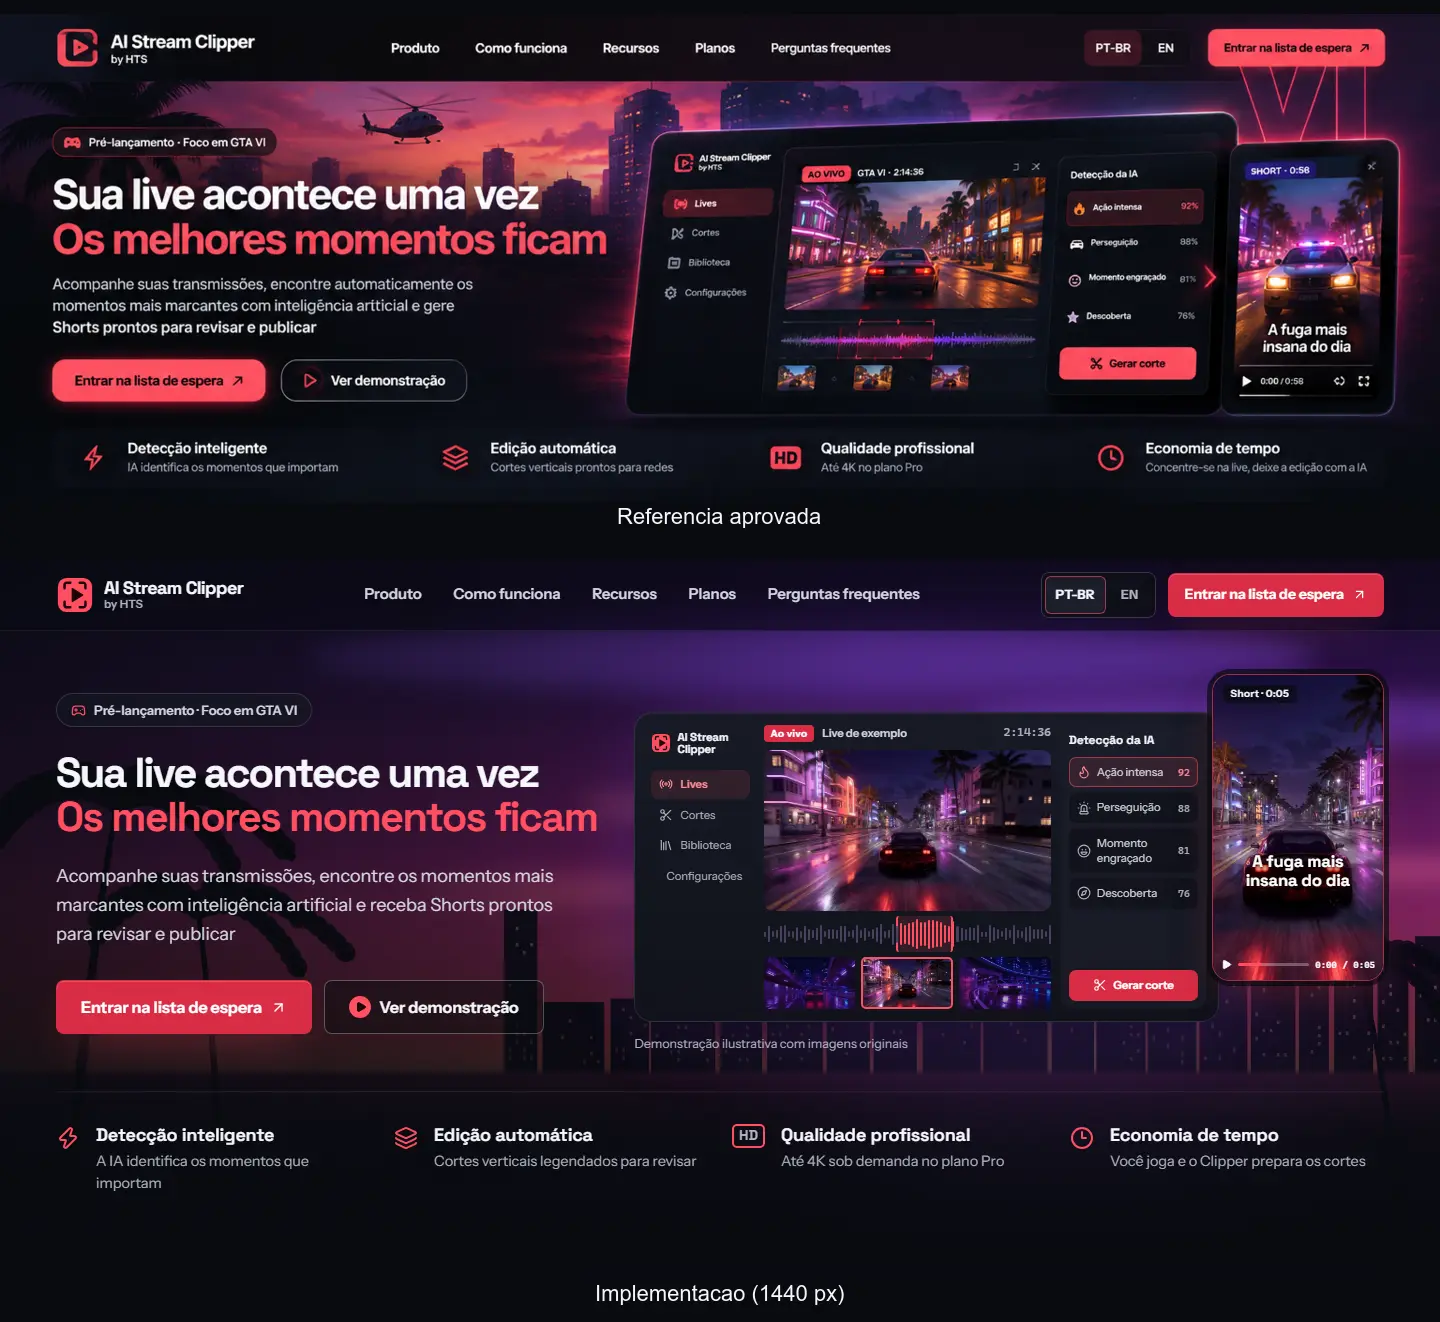 AI Stream Clipper
by HTS
Produto
Como funciona
Recursos
Planos
Perguntas frequentes
PT-BR
EN
Entrar na lista de espera
VI
Pré-lançamento · Foco em GTA VI
Sua live acontece uma vez
Os melhores momentos ficam
Acompanhe suas transmissões, encontre automaticamente os
momentos mais marcantes com inteligência artticial e gere
Shorts prontos para revisar e publicar
Entrar na lista de espera
Ver demonstração
AI Stream Clipper
by HTS
Lives
Cortes
Biblioteca
Configurações
AO VIVO
GTA VI · 2:14:36
Detecção da IA
Ação intensa 92%
Perseguição 88%
Momento engraçado 81%
Descoberta 76%
Gerar corte
SHORT · 0:56
A fuga mais
insana do dia
0:00 / 0:56
Detecção inteligente
IA identifica os momentos que importam
Edição automática
Cortes verticais prontos para redes
HD
Qualidade profissional
Até 4K no plano Pro
Economia de tempo
Concentre-se na live, deixe a edição com a IA
Referencia aprovada
AI Stream Clipper
by HTS
Produto
Como funciona
Recursos
Planos
Perguntas frequentes
PT-BR
EN
Entrar na lista de espera
Pré-lançamento · Foco em GTA VI
Sua live acontece uma vez
Os melhores momentos ficam
Acompanhe suas transmissões, encontre os momentos mais
marcantes com inteligência artificial e receba Shorts prontos
para revisar e publicar
Entrar na lista de espera
Ver demonstração
AI Stream
Clipper
Lives
Cortes
Biblioteca
Configurações
Ao vivo
Live de exemplo
2:14:36
Detecção da IA
Ação intensa 92
Perseguição 88
Momento
engraçado 81
Descoberta 76
Gerar corte
Short · 0:05
A fuga mais
insana do dia
0:00 / 0:05
Demonstração ilustrativa com imagens originais
Detecção inteligente
A IA identifica os momentos que
importam
Edição automática
Cortes verticais legendados para revisar
HD
Qualidade profissional
Até 4K sob demanda no plano Pro
Economia de tempo
Você joga e o Clipper prepara os cortes
Implementacao (1440 px)